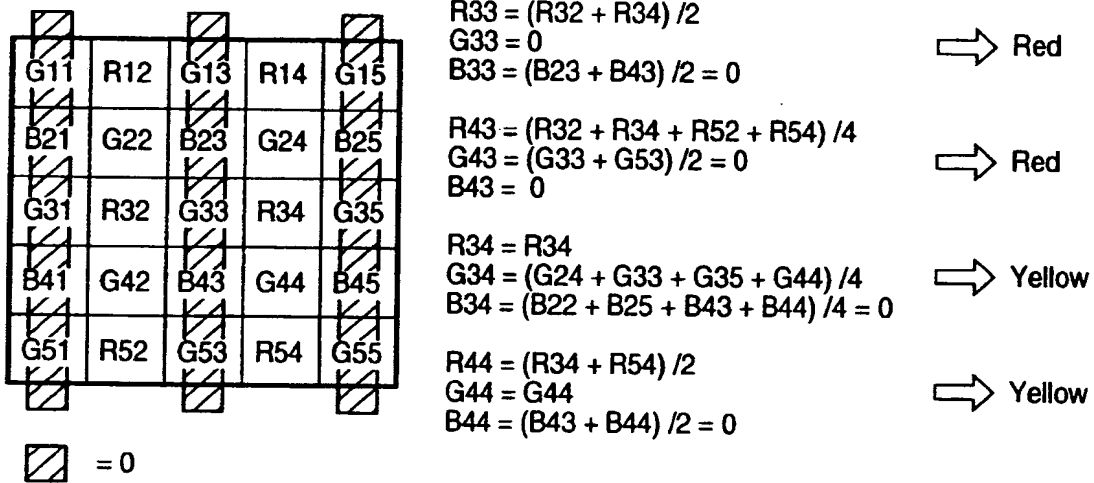 G11 R12 G13 R14 G15
B21 G22 B23 G24 B25
G31 R32 G33 R34 G35
B41 G42 B43 G44 B45
G51 R52 G53 R54 G55
= 0
R33 = (R32 + R34) /2
G33 = 0
B33 = (B23 + B43) /2 = 0
Red
R43 = (R32 + R34 + R52 + R54) /4
G43 = (G33 + G53) /2 = 0
B43 = 0
Red
R34 = R34
G34 = (G24 + G33 + G35 + G44) /4
B34 = (B22 + B25 + B43 + B44) /4 = 0
Yellow
R44 = (R34 + R54) /2
G44 = G44
B44 = (B43 + B44) /2 = 0
Yellow